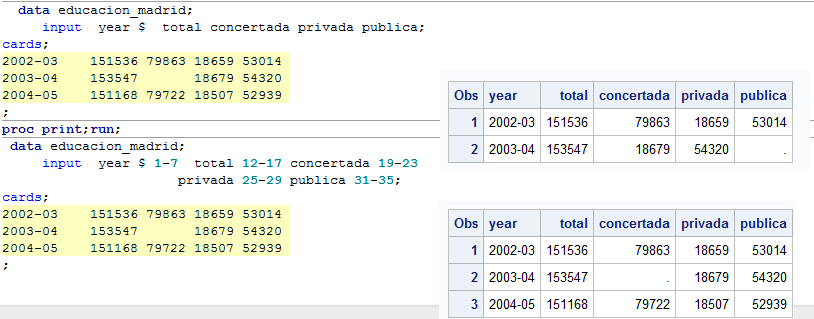 data educacion_madrid;
input year $ total concertada privada publica;
cards;
2002-03 151536 79863 18659 53014
2003-04 153547 18679 54320
2004-05 151168 79722 18507 52939
;
proc print;run;
Obs year total concertada privada publica
1 2002-03 151536 79863 18659 53014
2 2003-04 153547 18679 54320 .
data educacion_madrid;
input year $ 1-7 total 12-17 concertada 19-23
privada 25-29 publica 31-35;
cards;
2002-03 151536 79863 18659 53014
2003-04 153547 18679 54320
2004-05 151168 79722 18507 52939
;
Obs year total concertada privada publica
1 2002-03 151536 79863 18659 53014
2 2003-04 153547 . 18679 54320
3 2004-05 151168 79722 18507 52939